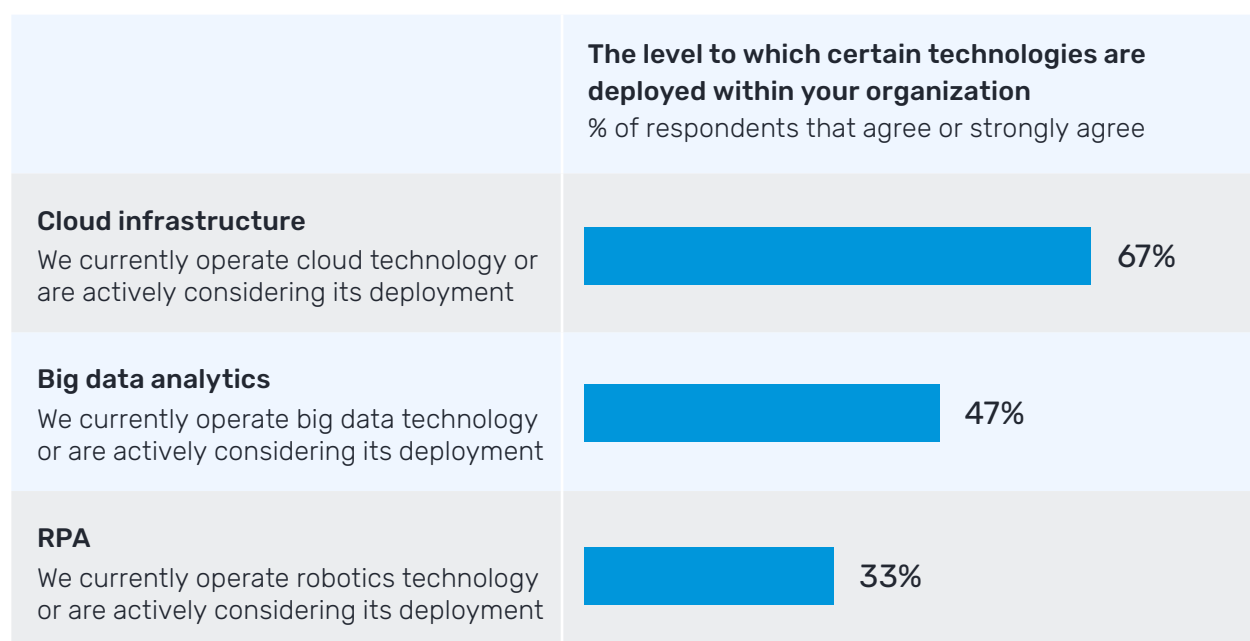 The level to which certain technologies are
deployed within your organization
% of respondents that agree or strongly agree
Cloud infrastructure
We currently operate cloud technology or
are actively considering its deployment
67%
Big data analytics
We currently operate big data technology
or are actively considering its deployment
47%
RPA
We currently operate robotics technology
or are actively considering its deployment
33%